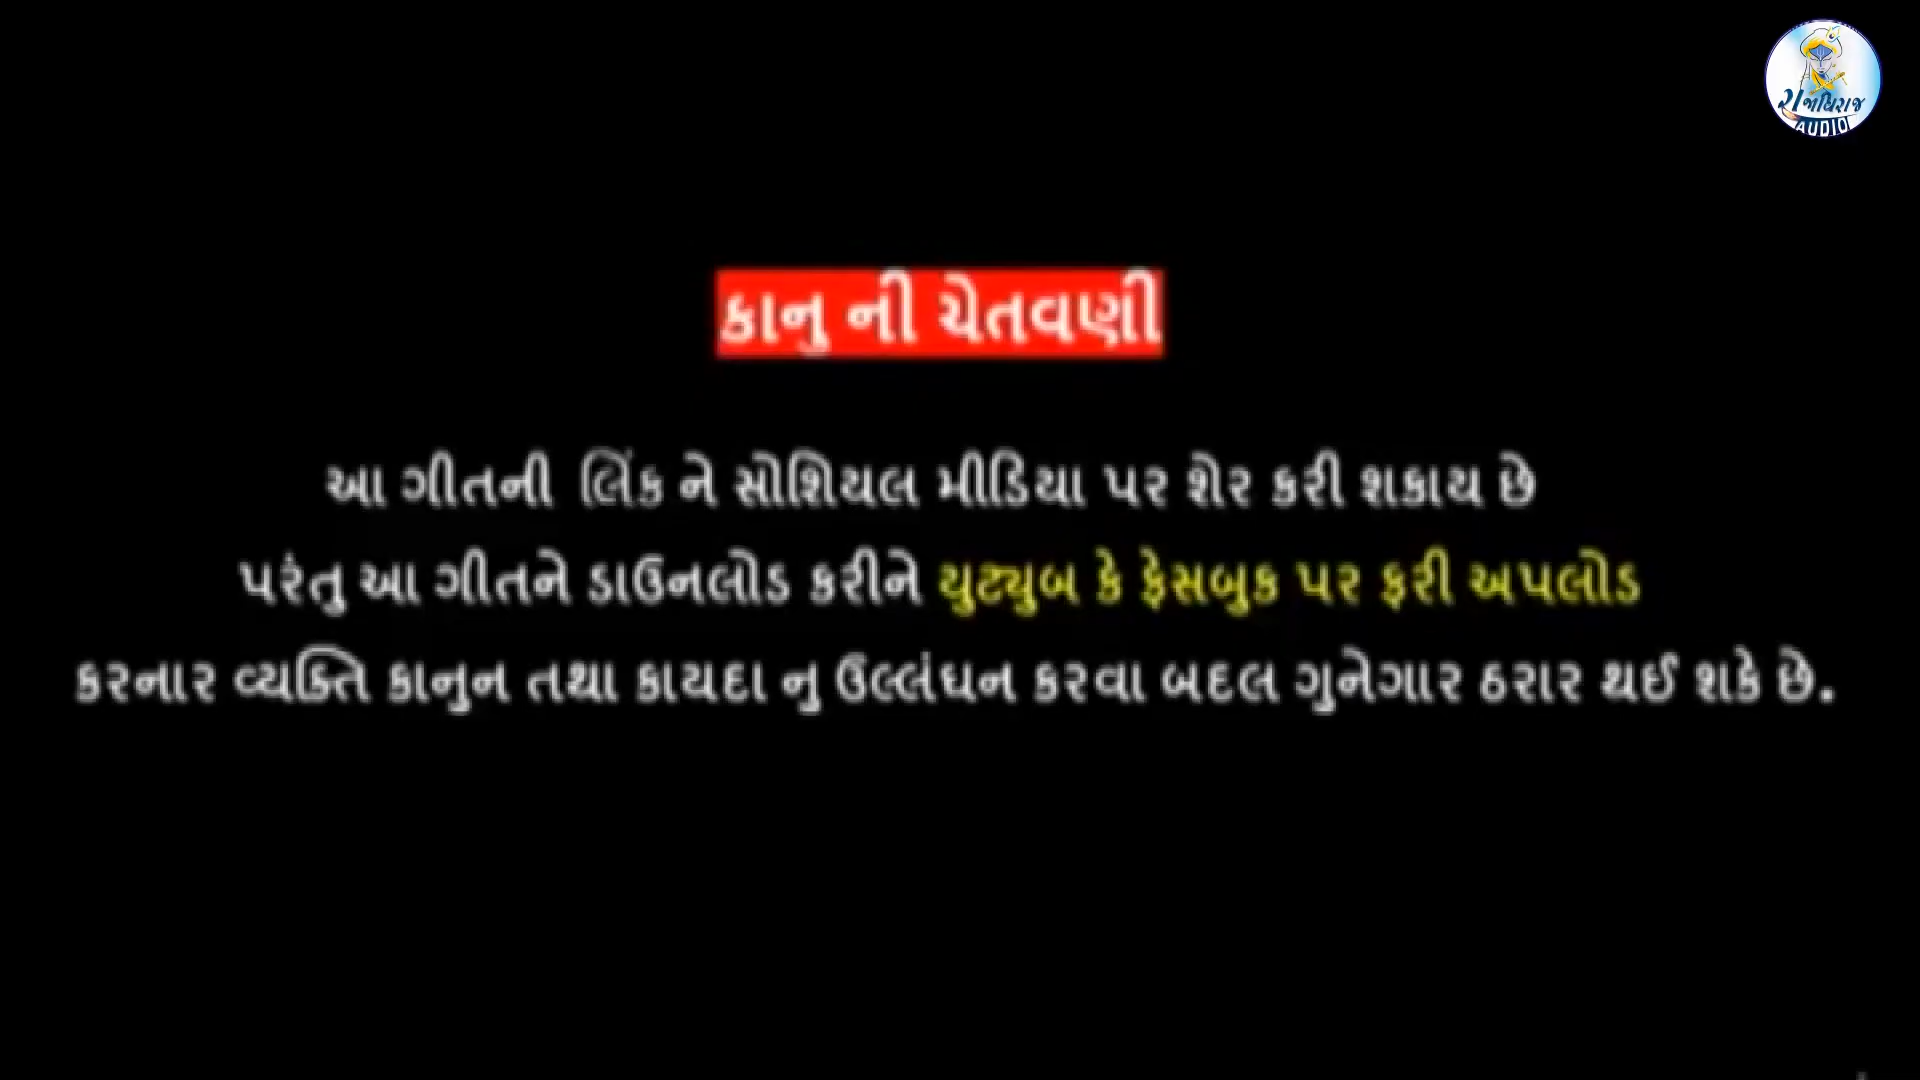 રાજાધિરાજ
AUDIO
કાનુ ની ચેતવણી
આ ગીતની લિંક ને સોશિયલ મીડિયા પર શેર કરી શકાય છે
પરંતુ આ ગીતને ડાઉનલોડ કરીને યુટ્યુબ કે ફેસબુક પર ફરી અપલોડ
કરનાર વ્યક્તિ કાનુન તથા કાયદા નુ ઉલ્લંઘન કરવા બદલ ગુનેગાર ઠરાર થઈ શકે છે.